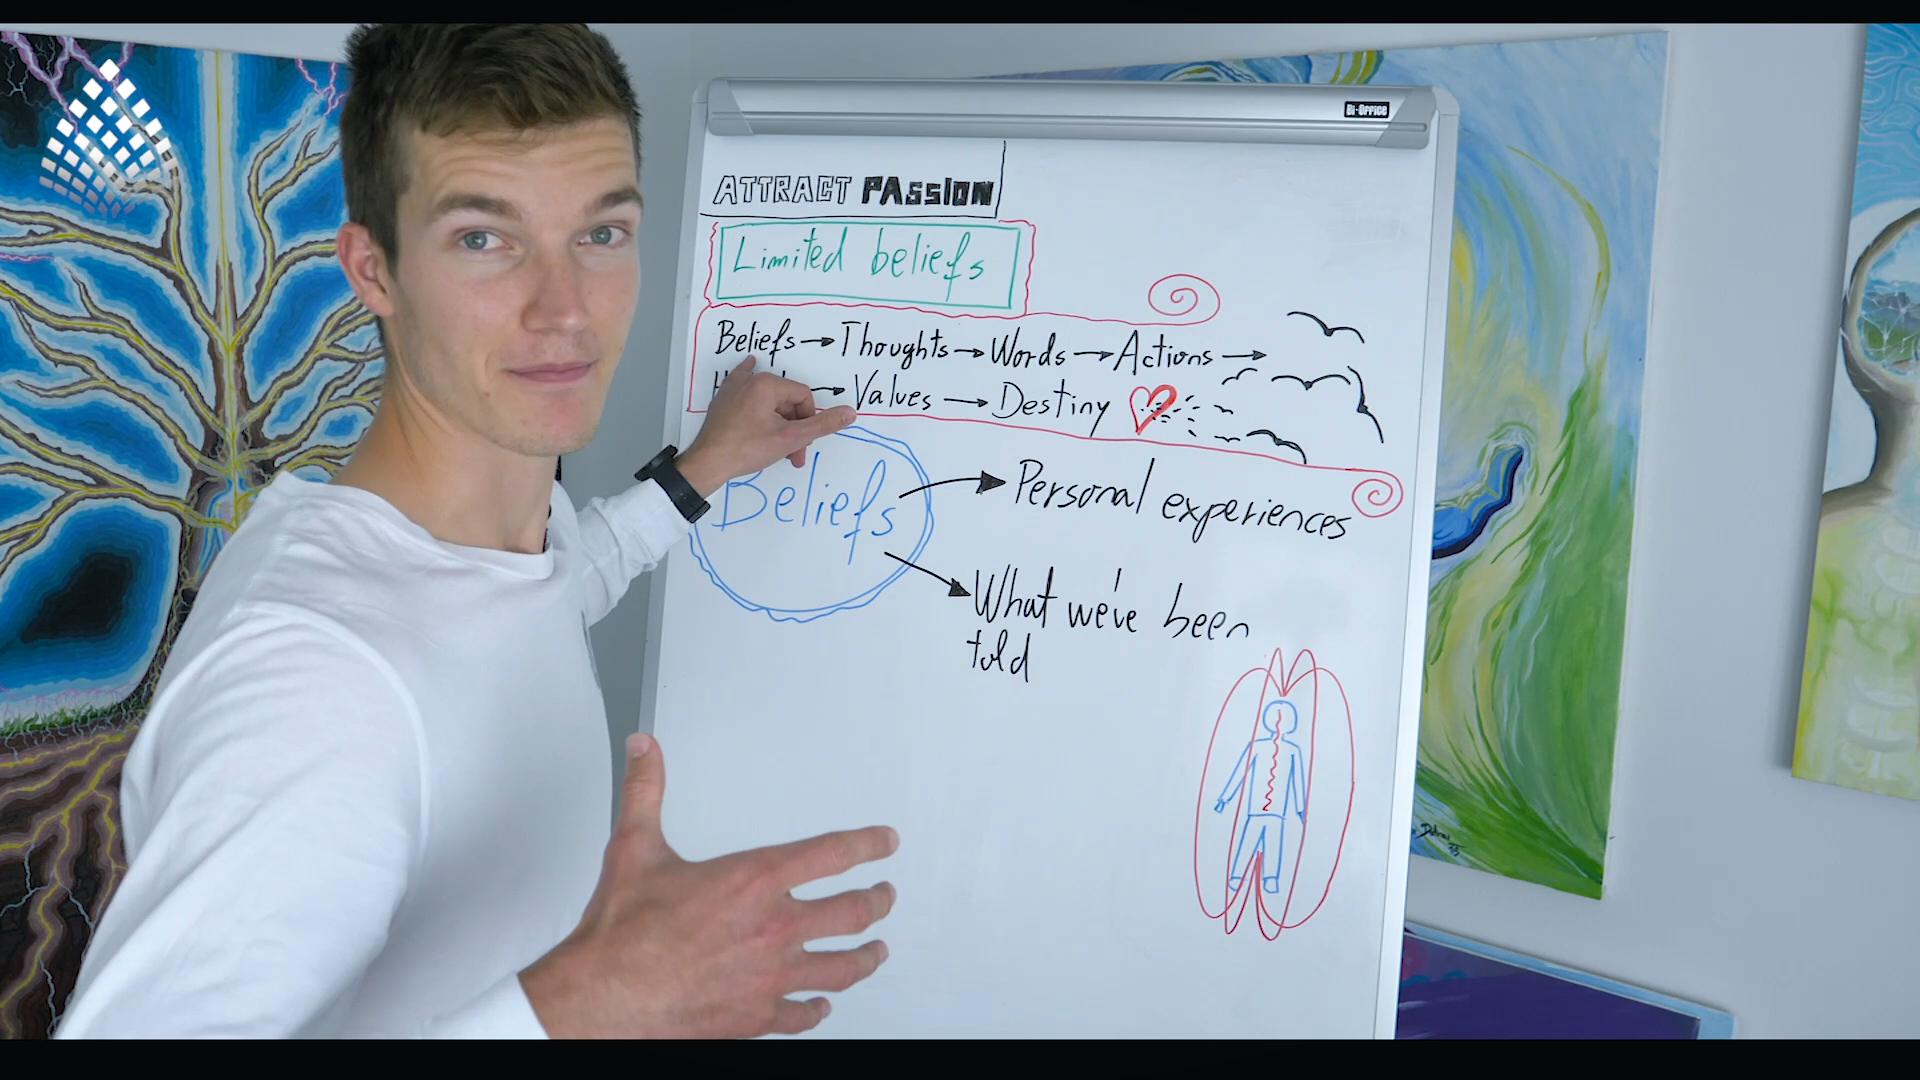 Bi-Office
ATTRACT PASSION
Limited beliefs
Beliefs → Thoughts → Words → Actions →
→ Values → Destiny
Beliefs
Personal experiences
What we've been
told